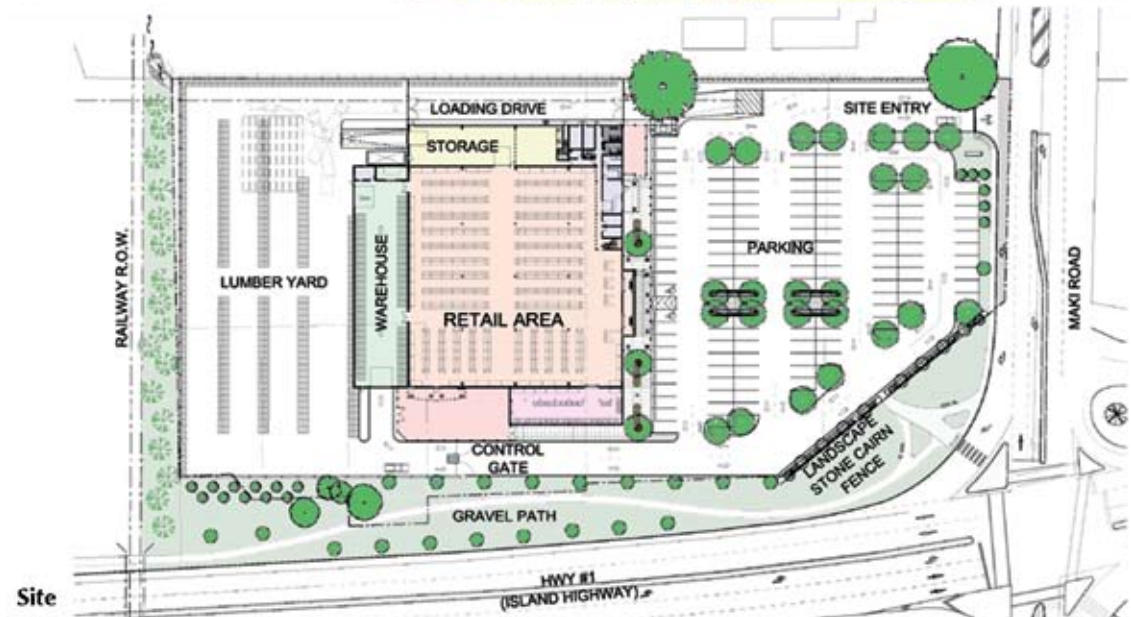 LOADING DRIVE
SITE ENTRY
STORAGE
RAILWAY R.O.W.
LUMBER YARD
WAREHOUSE
RETAIL AREA
PARKING
MAKI ROAD
CONTROL
GATE
LANDSCAPE
STONE CAIRN
FENCE
GRAVEL PATH
HWY #1
(ISLAND HIGHWAY)
Site